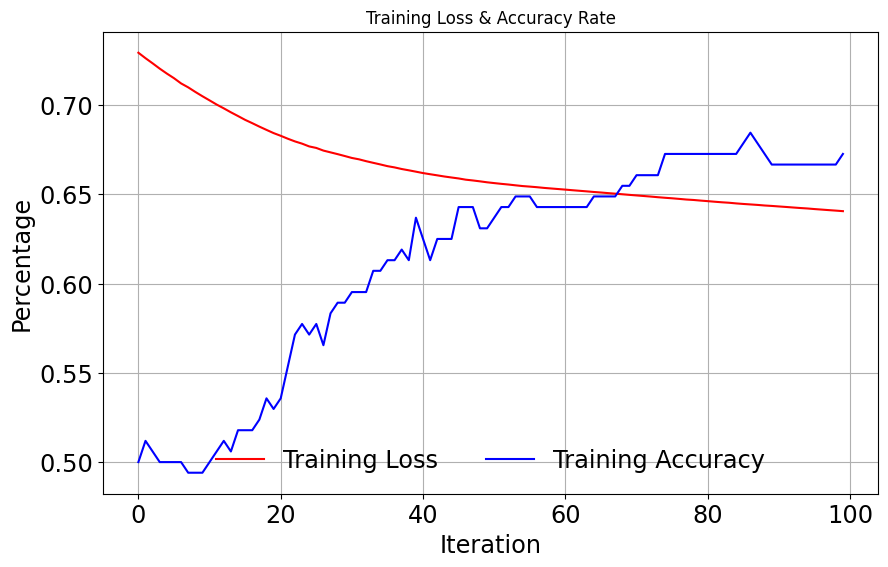 Training Loss & Accuracy Rate
Percentage
0.70
0.65
0.60
0.55
0.50
Training Loss
Training Accuracy
0 20 40 60 80 100
Iteration